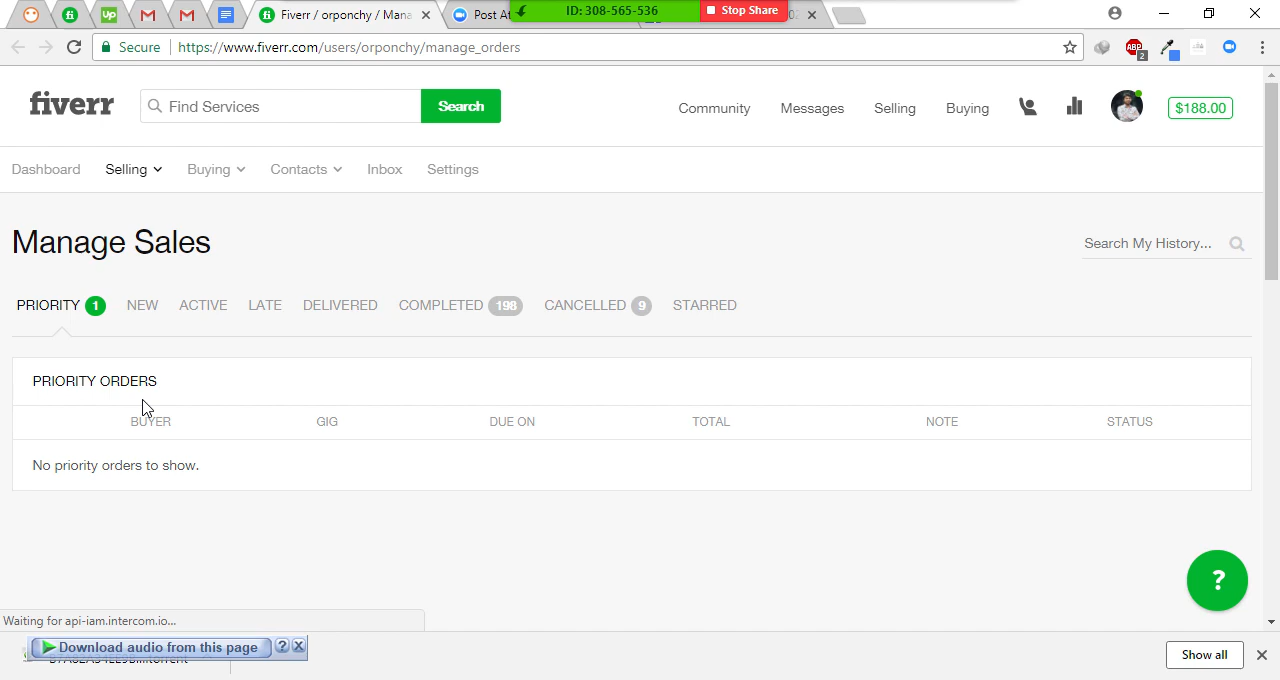 Fiverr / orponchy / Mana
Post At
ID: 308-565-536
Stop Share
Up
Secure
https://www.fiverr.com/users/orponchy/manage_orders
ABP
2
fiverr
Find Services
Search
Community
Messages
Selling
Buying
$188.00
Dashboard
Selling
Buying
Contacts
Inbox
Settings
Manage Sales
Search My History...
PRIORITY 1
NEW
ACTIVE
LATE
DELIVERED
COMPLETED 198
CANCELLED 9
STARRED
PRIORITY ORDERS
BUYER
GIG
DUE ON
TOTAL
NOTE
STATUS
No priority orders to show.
?
Waiting for api-iam.intercom.io...
Download audio from this page
?
Show all